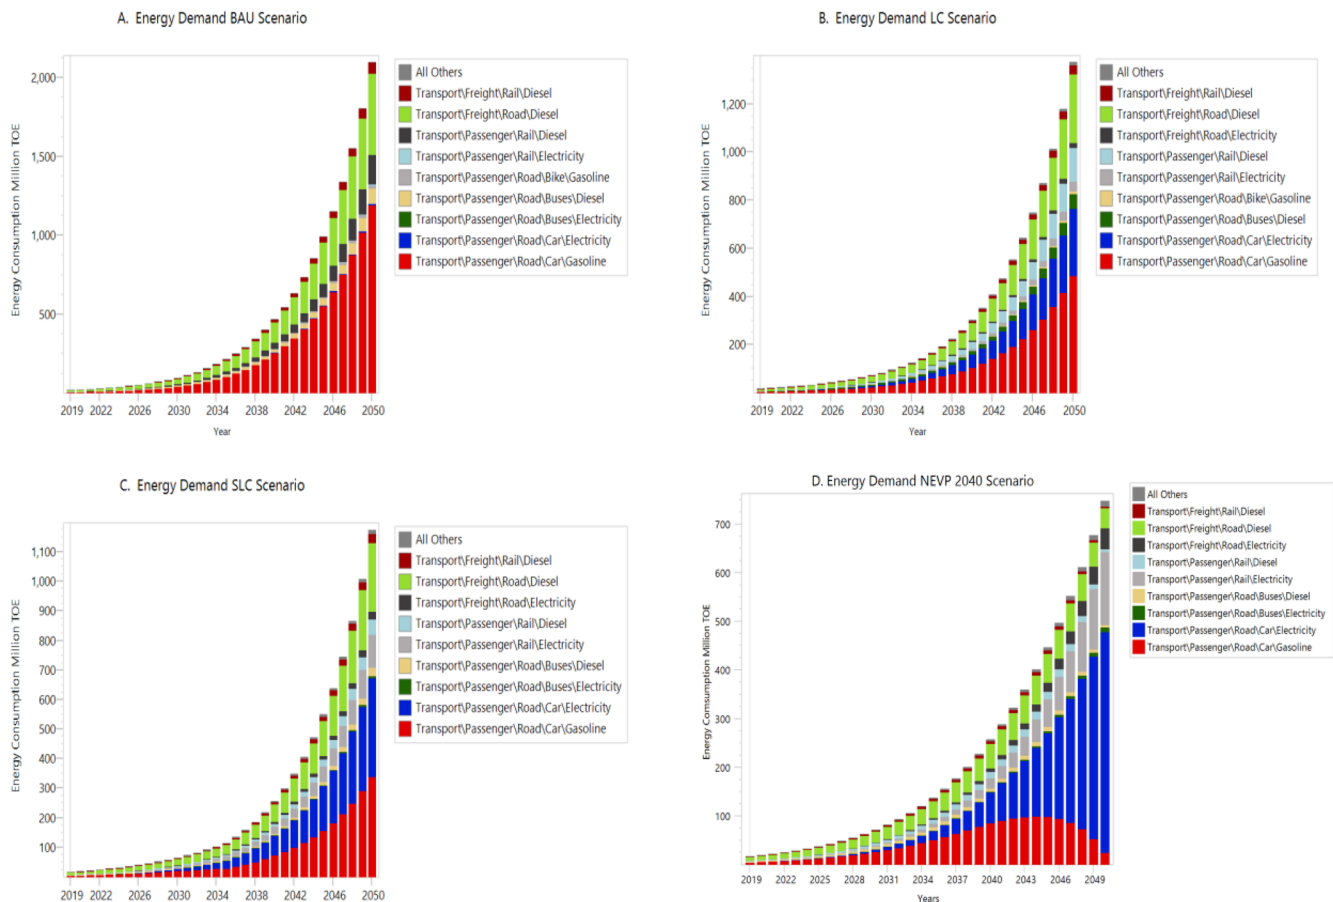 A. Energy Demand BAU Scenario
Energy Consumption Million TOE
2,000
1,500
1,000
500
2019 2022 2026 2030 2034 2038 2042 2046 2050
Year
All Others
Transport\Freight\Rail\Diesel
Transport\Freight\Road\Diesel
Transport\Passenger\Rail\Diesel
Transport\Passenger\Rail\Electricity
Transport\Passenger\Road\Bike\Gasoline
Transport\Passenger\Road\Buses\Diesel
Transport\Passenger\Road\Buses\Electricity
Transport\Passenger\Road\Car\Electricity
Transport\Passenger\Road\Car\Gasoline
B. Energy Demand LC Scenario
Energy Consumption Million TOE
1,200
1,000
800
600
400
200
2019 2022 2026 2030 2034 2038 2042 2046 2050
Year
All Others
Transport\Freight\Rail\Diesel
Transport\Freight\Road\Diesel
Transport\Freight\Road\Electricity
Transport\Passenger\Rail\Diesel
Transport\Passenger\Rail\Electricity
Transport\Passenger\Road\Bike\Gasoline
Transport\Passenger\Road\Buses\Diesel
Transport\Passenger\Road\Car\Electricity
Transport\Passenger\Road\Car\Gasoline
C. Energy Demand SLC Scenario
Energy Consumption Million TOE
1,100
1,000
900
800
700
600
500
400
300
200
100
2019 2022 2026 2030 2034 2038 2042 2046 2050
All Others
Transport\Freight\Rail\Diesel
Transport\Freight\Road\Diesel
Transport\Freight\Road\Electricity
Transport\Passenger\Rail\Diesel
Transport\Passenger\Rail\Electricity
Transport\Passenger\Road\Buses\Diesel
Transport\Passenger\Road\Buses\Electricity
Transport\Passenger\Road\Car\Electricity
Transport\Passenger\Road\Car\Gasoline
D. Energy Demand NEVP 2040 Scenario
Energy Comsumption Million TOE
700
600
500
400
300
200
100
2019 2022 2025 2028 2031 2034 2037 2040 2043 2046 2049
Years
All Others
Transport\Freight\Rail\Diesel
Transport\Freight\Road\Diesel
Transport\Freight\Road\Electricity
Transport\Passenger\Rail\Diesel
Transport\Passenger\Rail\Electricity
Transport\Passenger\Road\Buses\Diesel
Transport\Passenger\Road\Buses\Electricity
Transport\Passenger\Road\Car\Electricity
Transport\Passenger\Road\Car\Gasoline